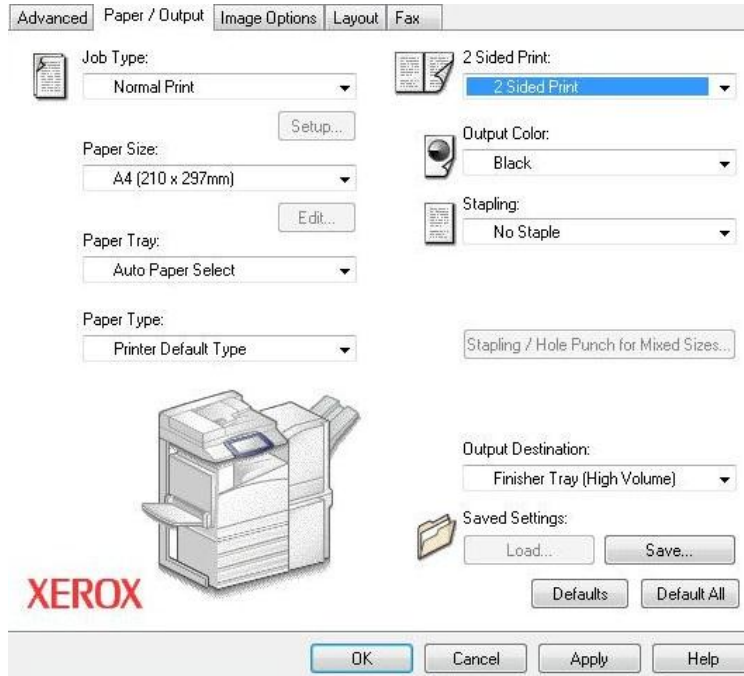 Advanced
Paper / Output
Image Options
Layout
Fax
Job Type:
Normal Print
Setup...
Paper Size:
A4 (210 x 297mm)
Edit...
Paper Tray:
Auto Paper Select
Paper Type:
Printer Default Type
XEROX
2 Sided Print:
2 Sided Print
Output Color:
Black
Stapling:
No Staple
Stapling / Hole Punch for Mixed Sizes...
Output Destination:
Finisher Tray (High Volume)
Saved Settings:
Load...
Save...
Defaults
Default All
OK
Cancel
Apply
Help